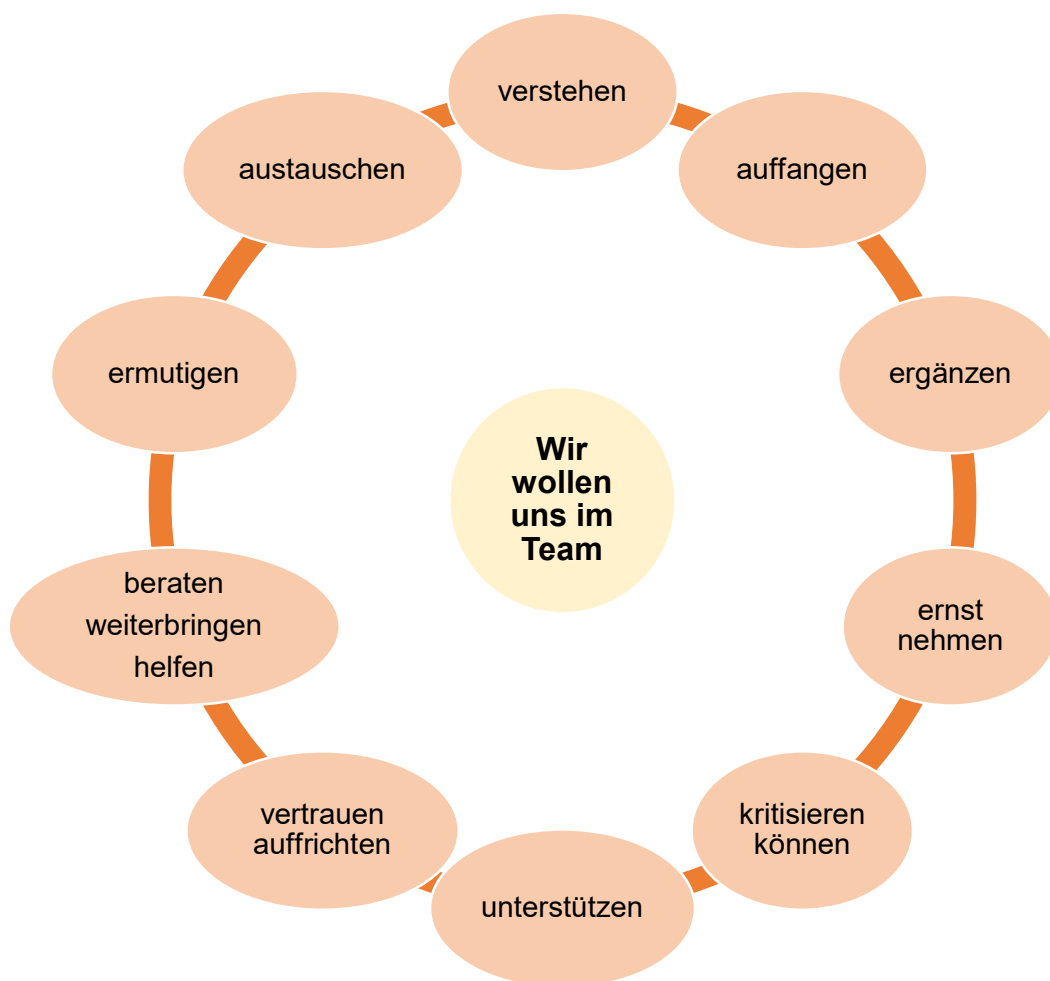 verstehen
auffangen
ergänzen
ernst
nehmen
kritisieren
können
unterstützen
vertrauen
auffrichten
beraten
weiterbringen
helfen
ermutigen
austauschen
Wir
wollen
uns im
Team